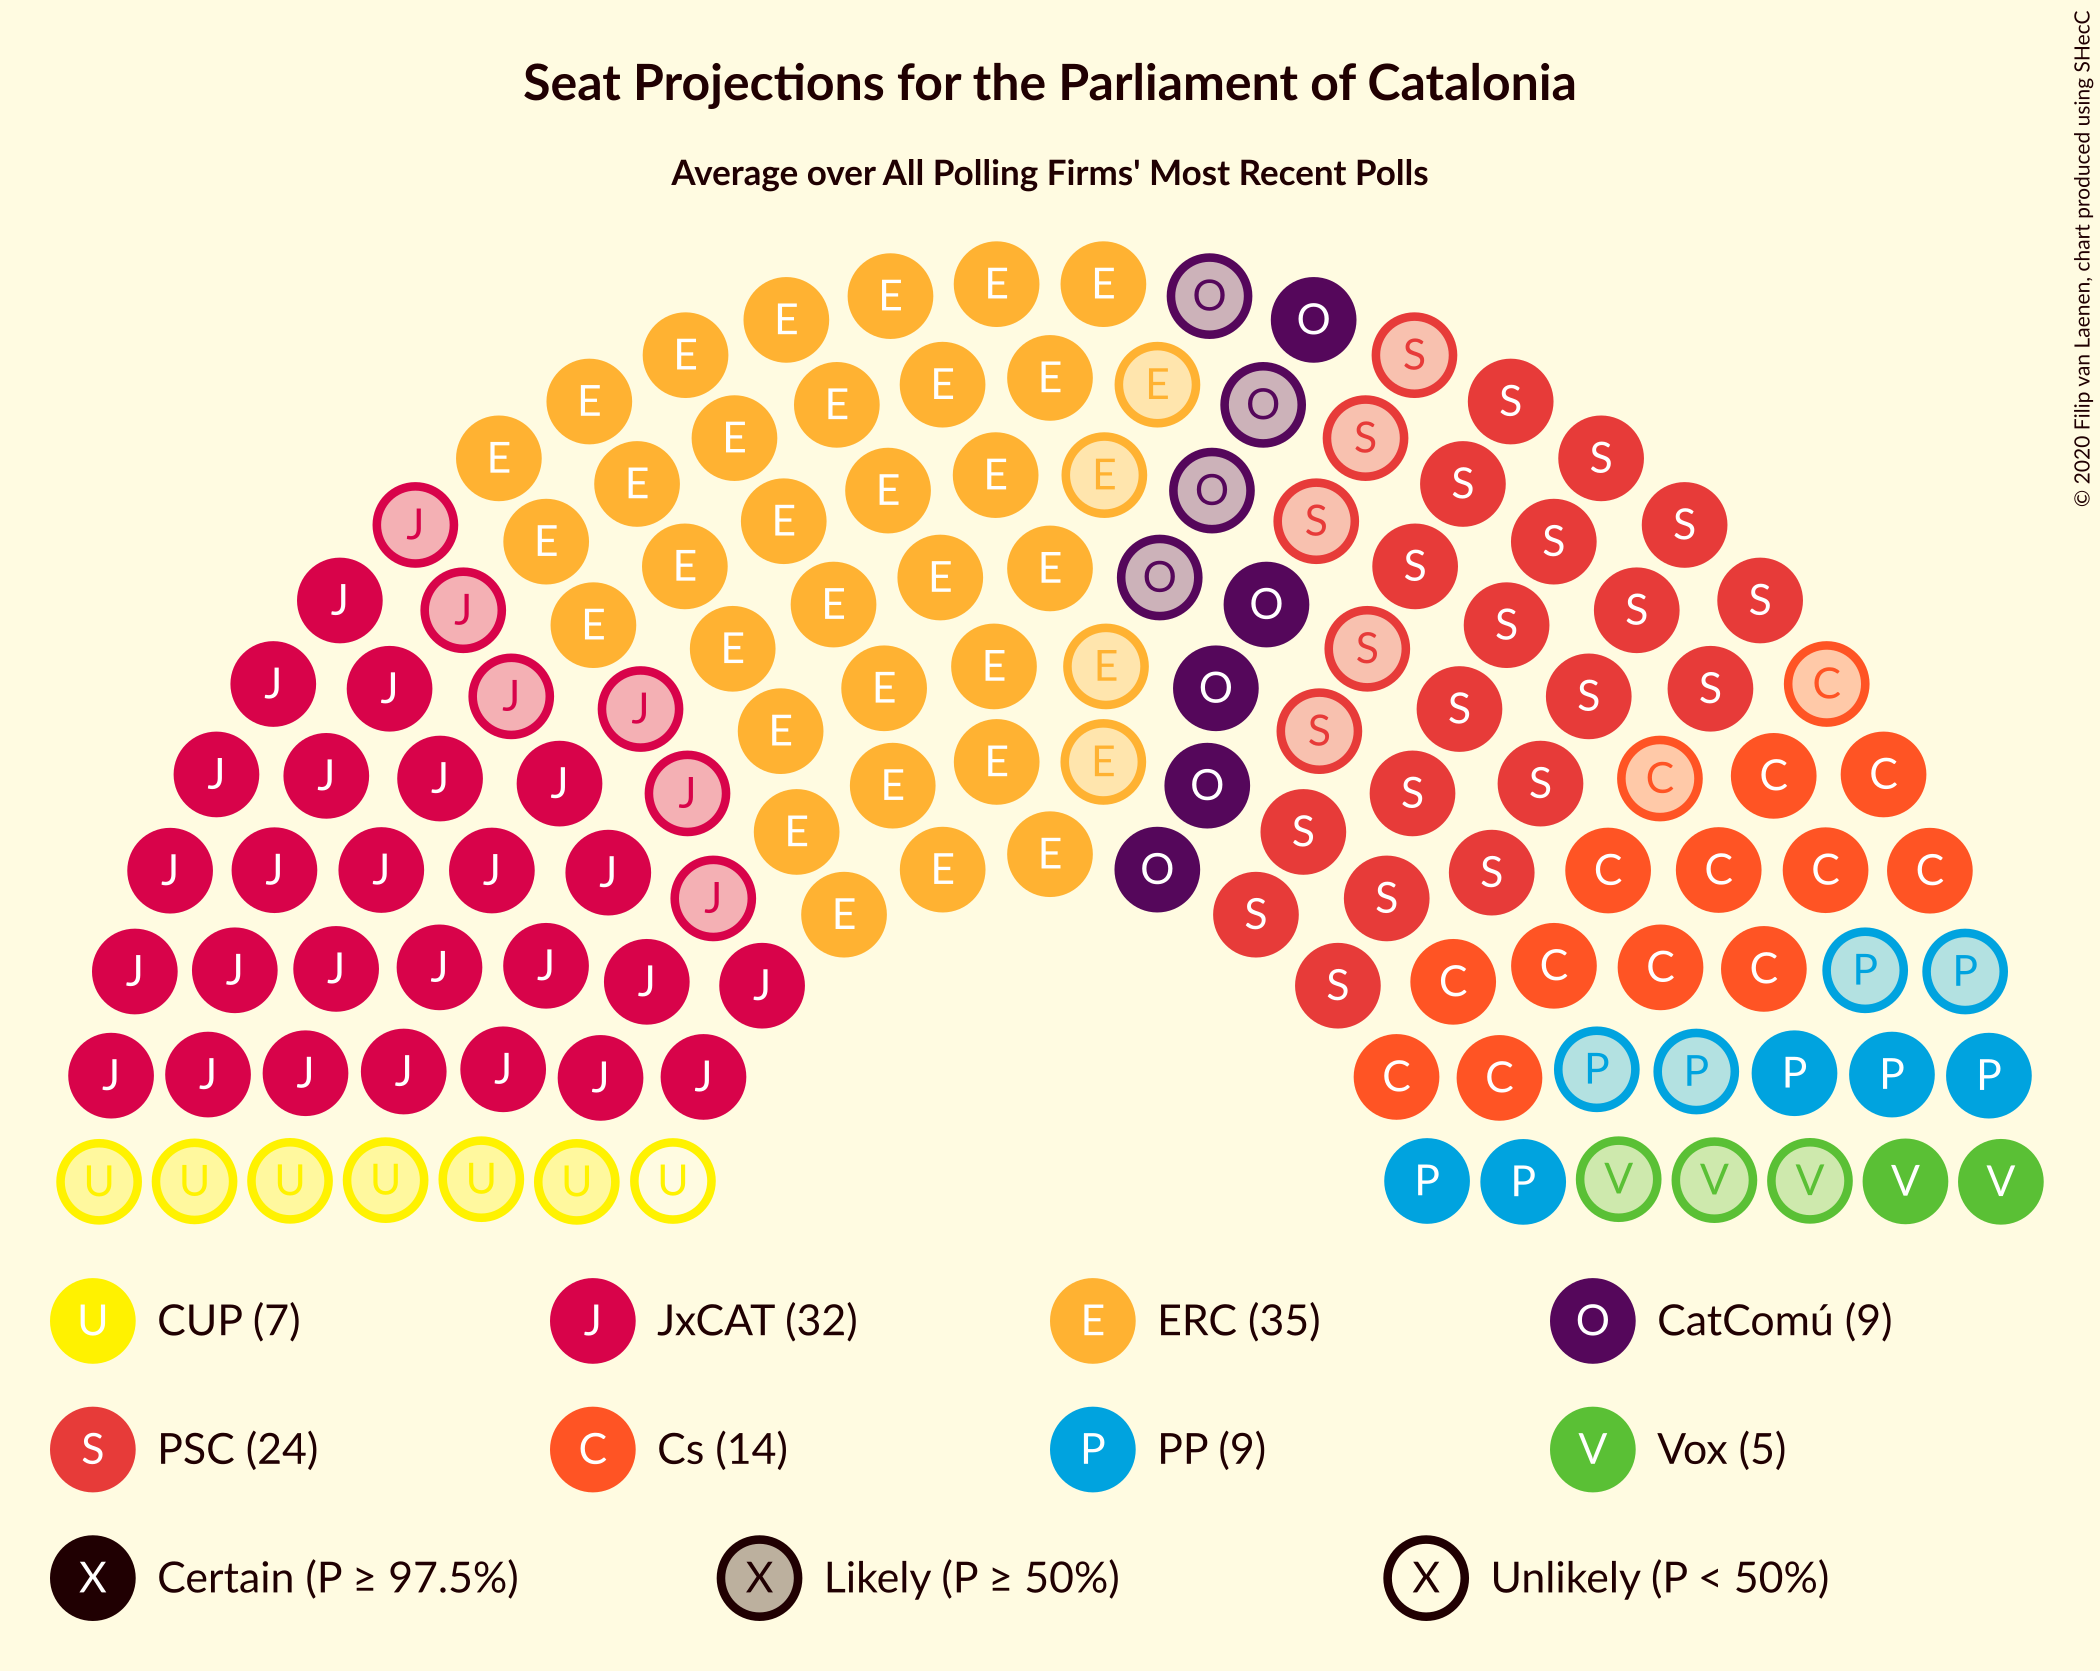 Seat Projections for the Parliament of Catalonia
Average over All Polling Firms' Most Recent Polls
© 2020 Filip van Laenen, chart produced using SHecC
E E E E E E O O S
E E S S
E E E E E O S S S
J E E E E E E O S S S
J J E E E E E O O S S S S
J J J J E E E E E O S S S S C
J J J J J E E E E O S S S C C C
J J J J J J E E E O S S S C C C C
J J J J J J J S C C C C P P
J J J J J J J C C P P P P P
U U U U U U U P P V V V V V
U CUP (7) J JxCAT (32) E ERC (35) O CatComú (9)
S PSC (24) C Cs (14) P PP (9) V Vox (5)
X Certain (P ≥ 97.5%) X Likely (P ≥ 50%) X Unlikely (P < 50%)